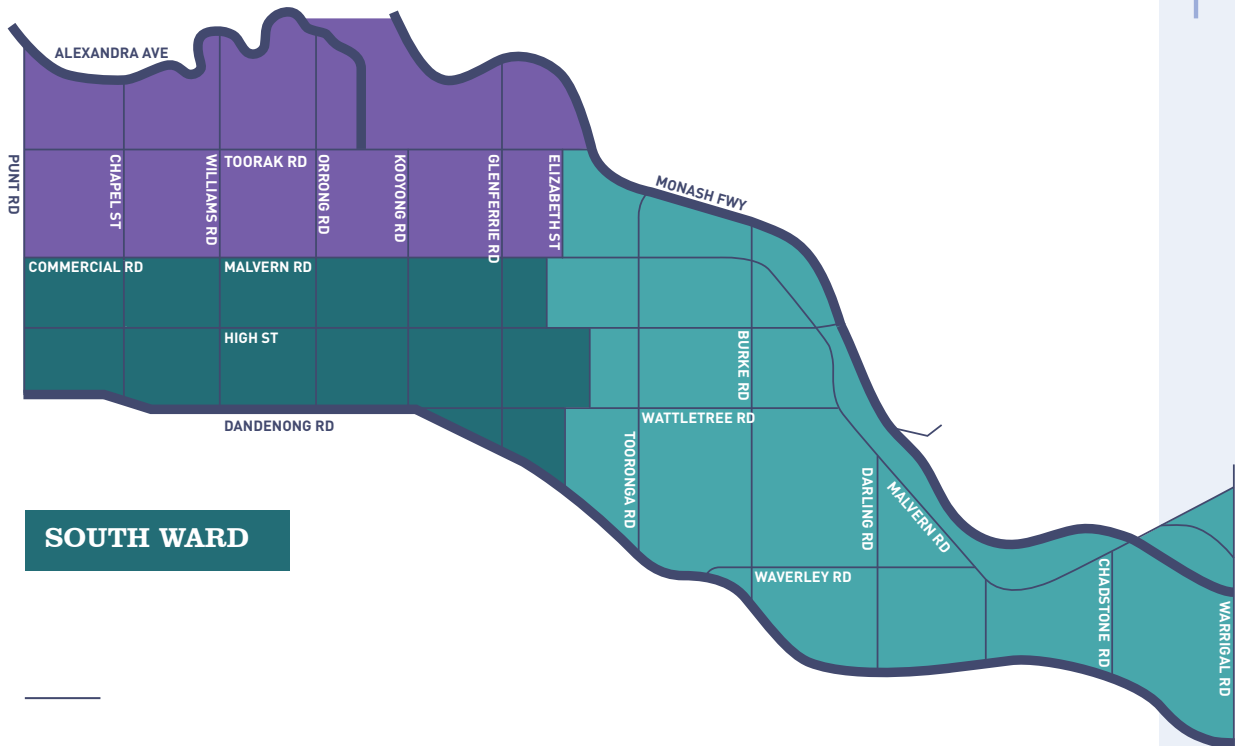 ALEXANDRA AVE
PUNT RD
CHAPEL ST
WILLIAMS RD
TOORAK RD
ORRONG RD
KOOYONG RD
GLENFERRIE RD
ELIZABETH ST
MONASH FWY
COMMERCIAL RD
MALVERN RD
HIGH ST
BURKE RD
WATTLETREE RD
DANDENONG RD
TOORONGA RD
DARLING RD
MALVERN RD
SOUTH WARD
WAVERLEY RD
CHADSTONE RD
WARRIGAL RD